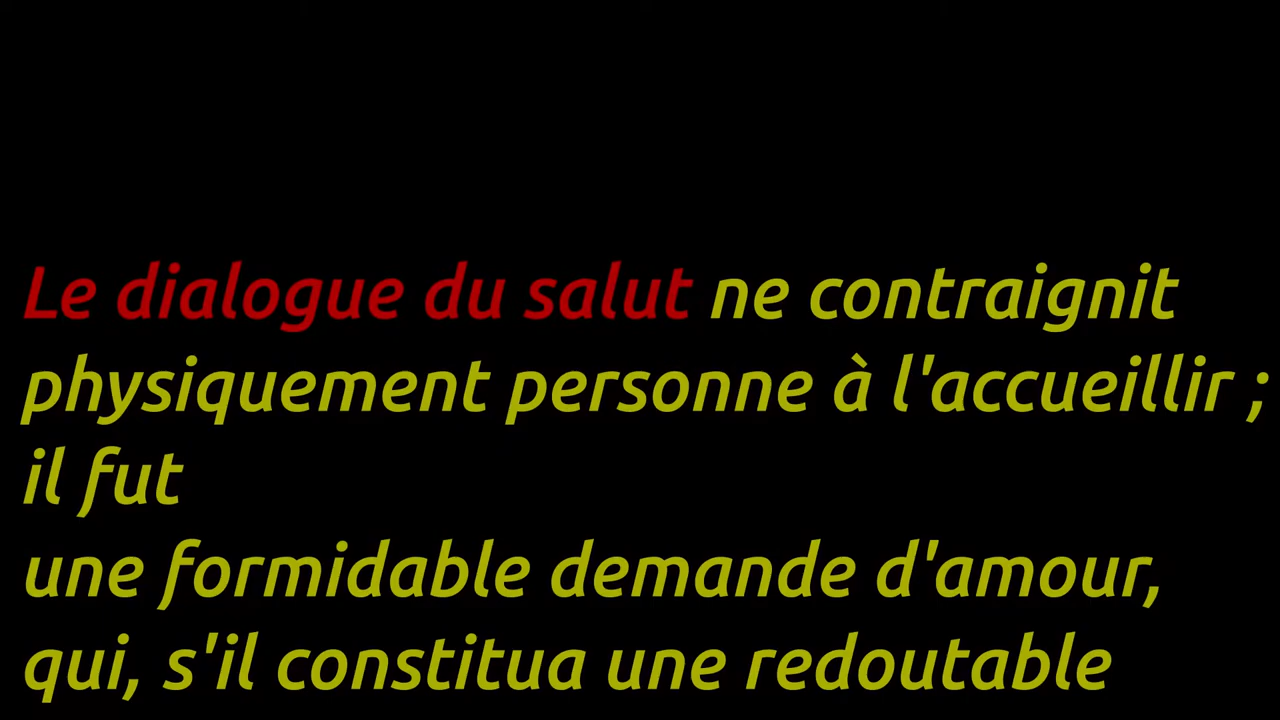 Le dialogue du salut ne contraignit
physiquement personne à l'accueillir ;
il fut
une formidable demande d'amour,
qui, s'il constitua une redoutable